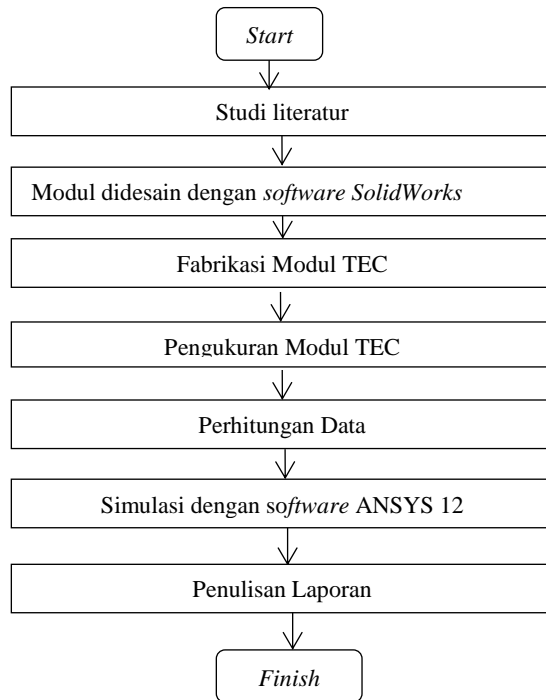 Start
Studi literatur
Modul didesain dengan software SolidWorks
Fabrikasi Modul TEC
Pengukuran Modul TEC
Perhitungan Data
Simulasi dengan software ANSYS 12
Penulisan Laporan
Finish